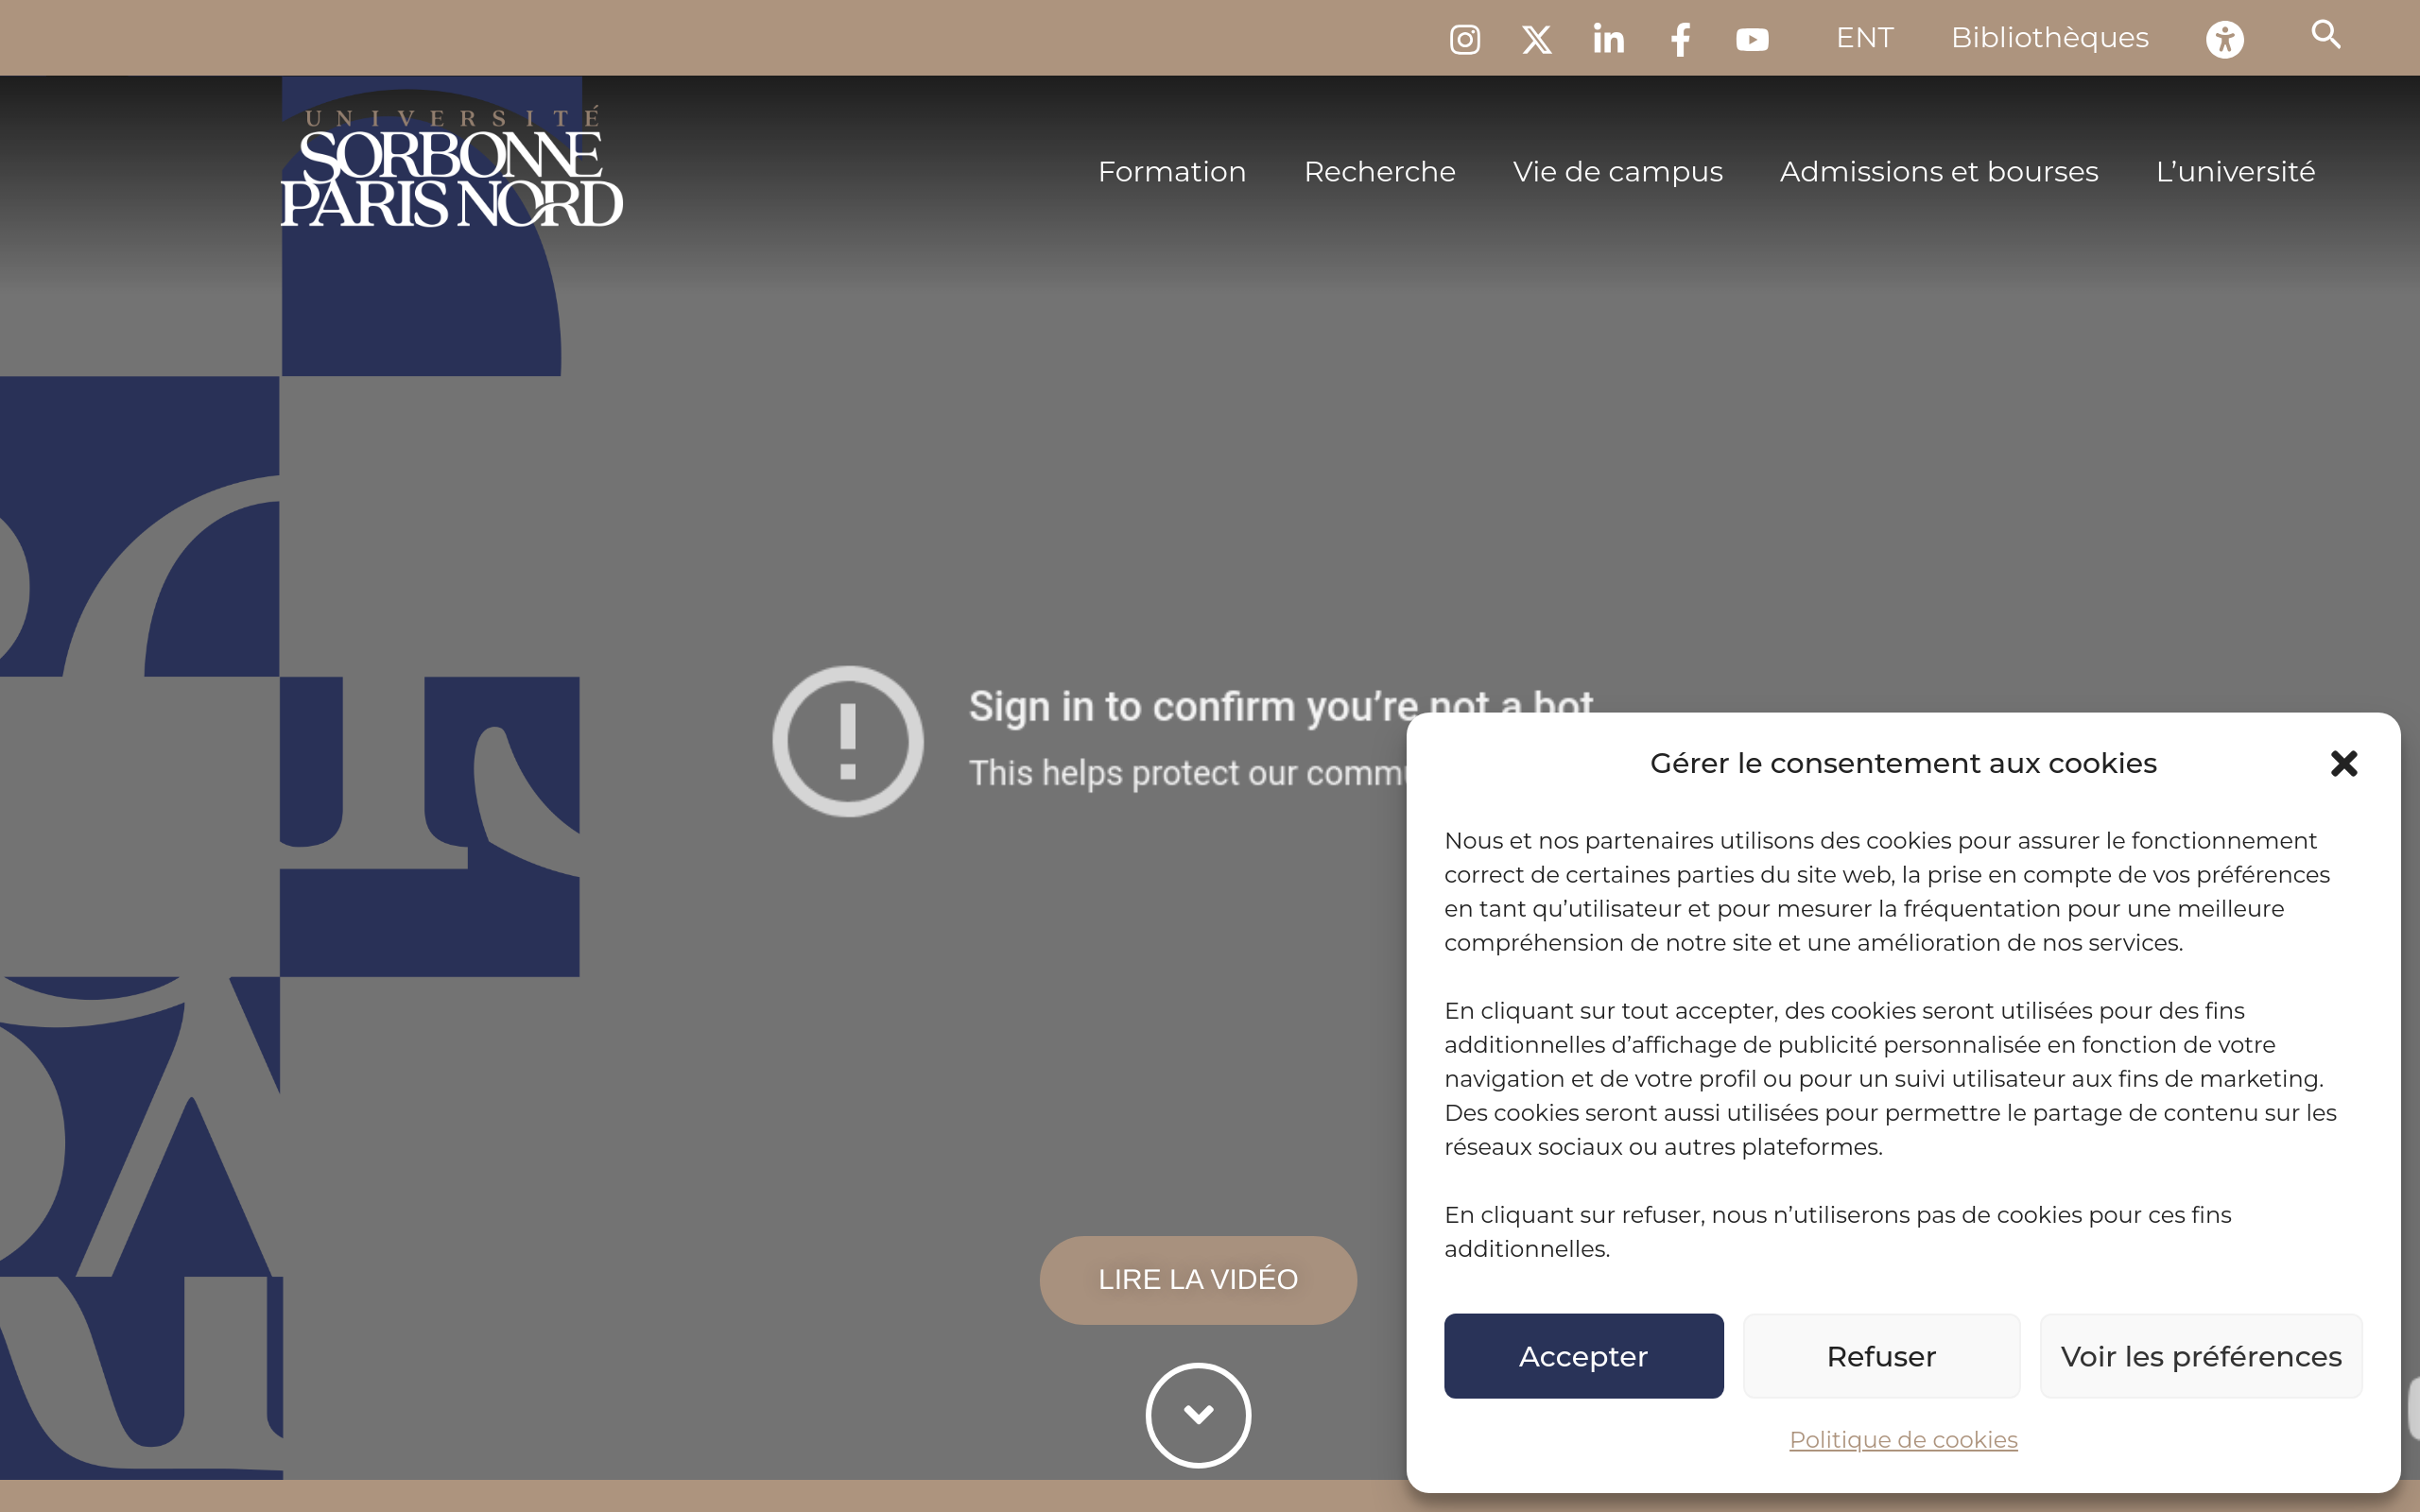 ENT
Bibliothèques
UNIVERSITÉ
SORBONNE
PARIS NORD
Formation
Recherche
Vie de campus
Admissions et bourses
L’université
Sign in to confirm you’re not a bot
This helps protect our
Gérer le consentement aux cookies
Nous et nos partenaires utilisons des cookies pour assurer le fonctionnement
correct de certaines parties du site web, la prise en compte de vos préférences
en tant qu’utilisateur et pour mesurer la fréquentation pour une meilleure
compréhension de notre site et une amélioration de nos services.
En cliquant sur tout accepter, des cookies seront utilisées pour des fins
additionnelles d’affichage de publicité personnalisée en fonction de votre
navigation et de votre profil ou pour un suivi utilisateur aux fins de marketing.
Des cookies seront aussi utilisées pour permettre le partage de contenu sur les
réseaux sociaux ou autres plateformes.
En cliquant sur refuser, nous n’utiliserons pas de cookies pour ces fins
additionnelles.
Accepter
Refuser
Voir les préférences
Politique de cookies
LIRE LA VIDÉO